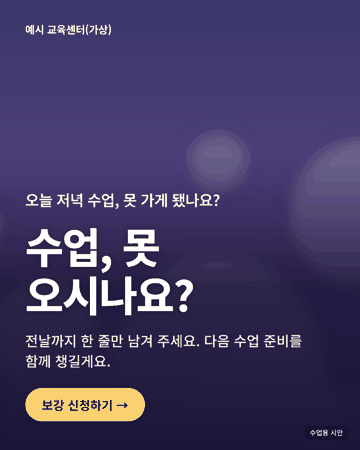 예시 교육센터(가상)
오늘 저녁 수업, 못 가게 됐나요?
수업, 못
오시나요?
전날까지 한 줄만 남겨 주세요. 다음 수업 준비를
함께 챙길게요.
보강 신청하기 →
수업용 시안